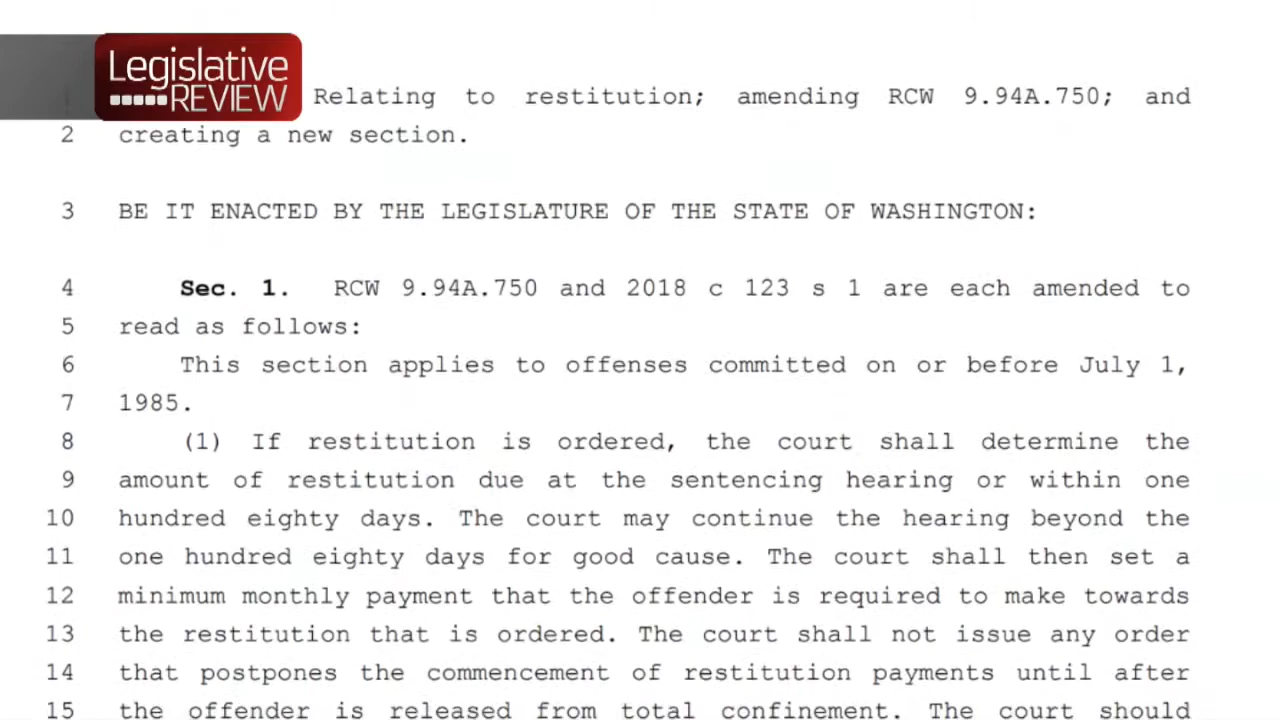 Legislative
REVIEW
Relating to restitution; amending RCW 9.94A.750; and
2 creating a new section.
3 BE IT ENACTED BY THE LEGISLATURE OF THE STATE OF WASHINGTON:
4 Sec. 1. RCW 9.94A.750 and 2018 c 123 s 1 are each amended to
5 read as follows:
6 This section applies to offenses committed on or before July 1,
7 1985.
8 (1) If restitution is ordered, the court shall determine the
9 amount of restitution due at the sentencing hearing or within one
10 hundred eighty days. The court may continue the hearing beyond the
11 one hundred eighty days for good cause. The court shall then set a
12 minimum monthly payment that the offender is required to make towards
13 the restitution that is ordered. The court shall not issue any order
14 that postpones the commencement of restitution payments until after
15 the offender is released from total confinement. The court should